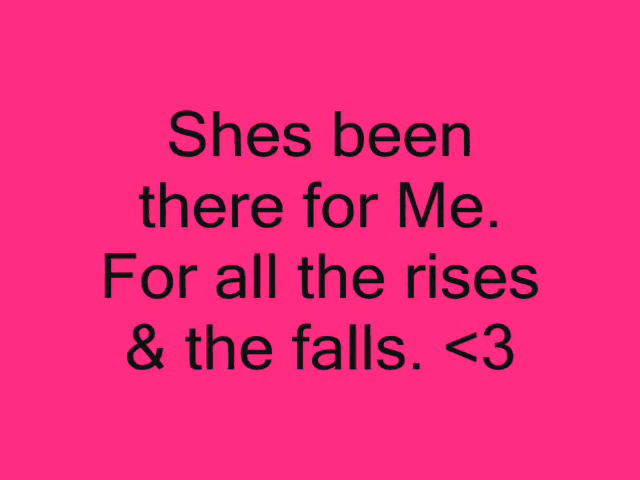 Shes been
there for Me.
For all the rises
& the falls. <3